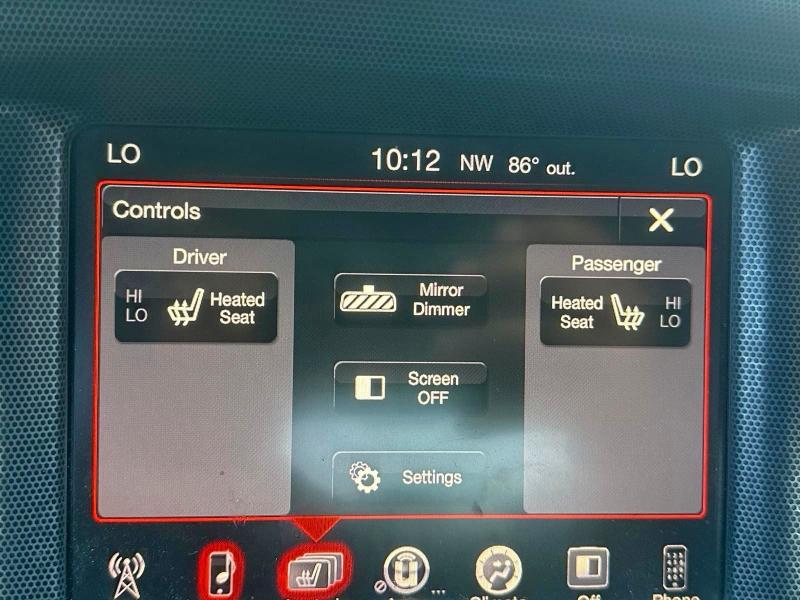 LO 10:12 NW 86° out. LO
Controls X
Driver
HI
LO
Heated
Seat
Mirror
Dimmer
Screen
OFF
Settings
Passenger
Heated
Seat
HI
LO